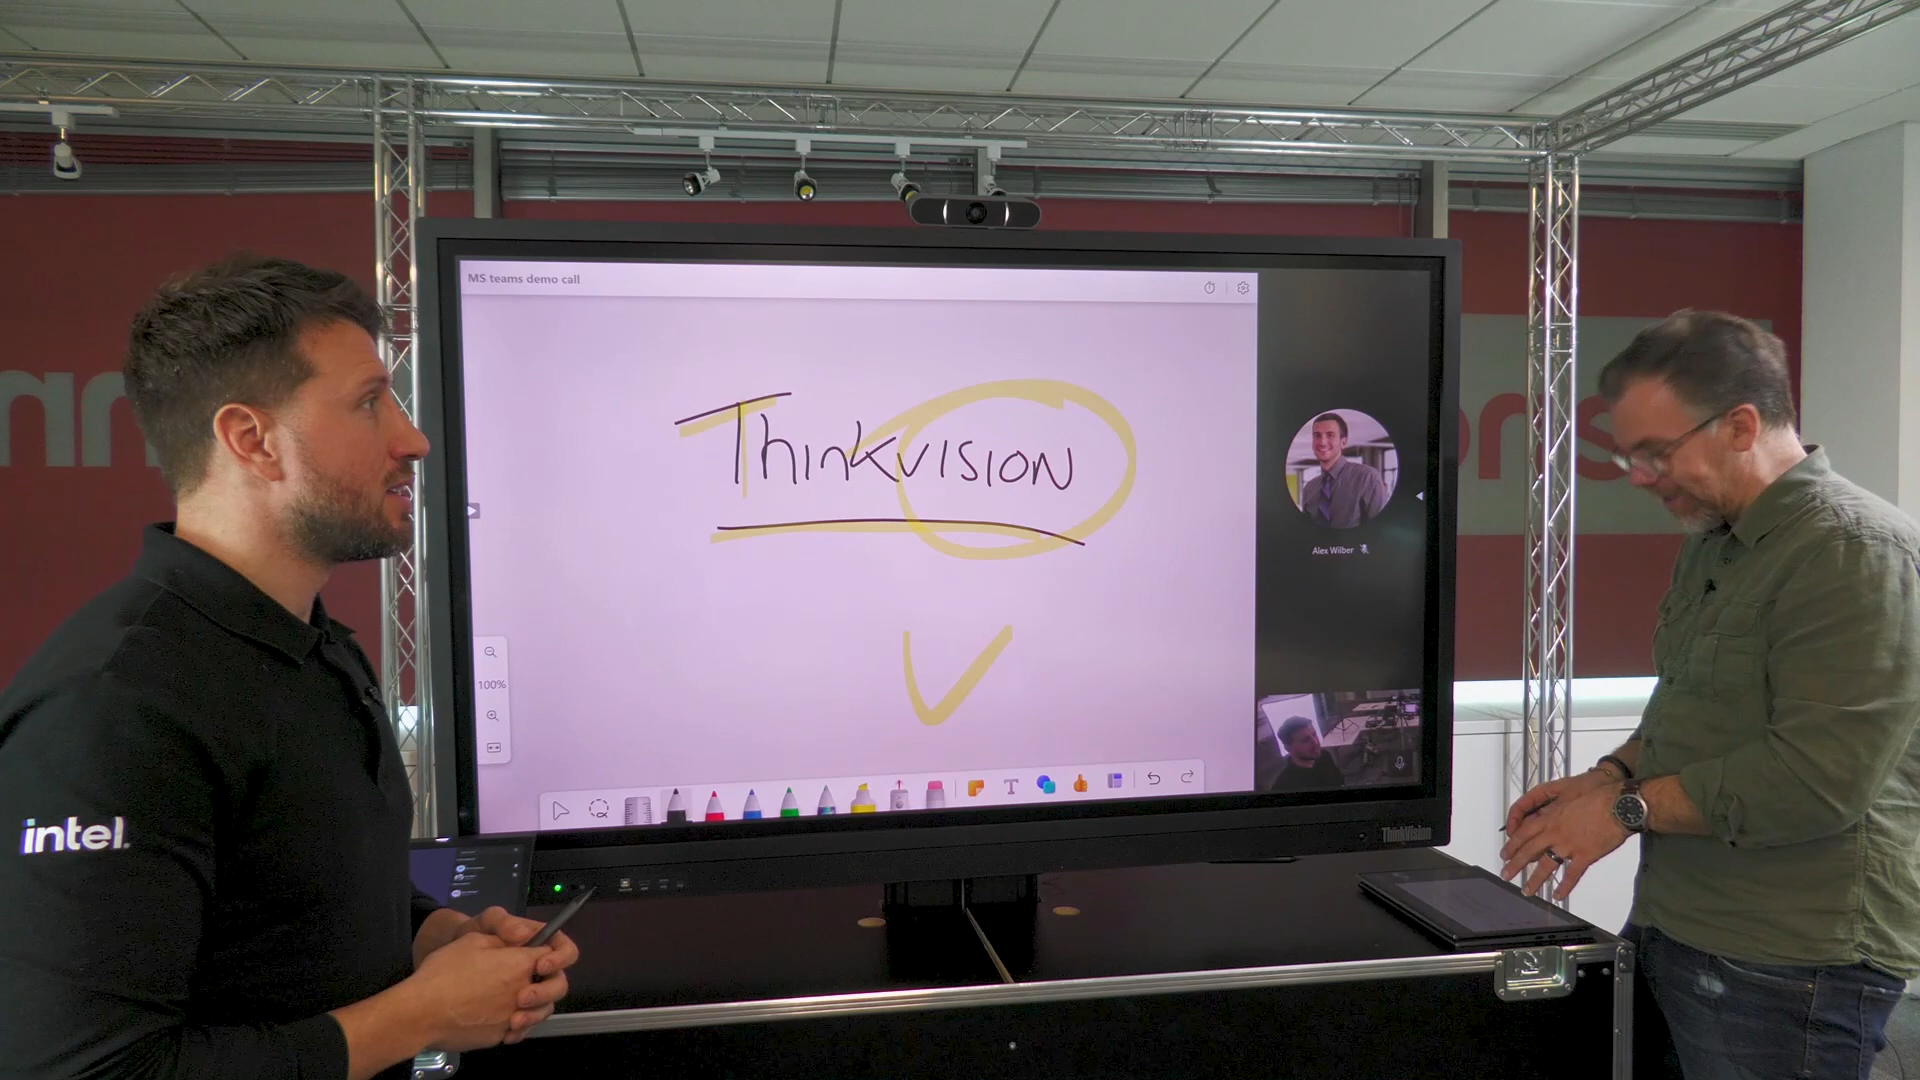 MS teams demo call
Thinkvision
Alex Wilber
100%
T
ThinkVision
intel.